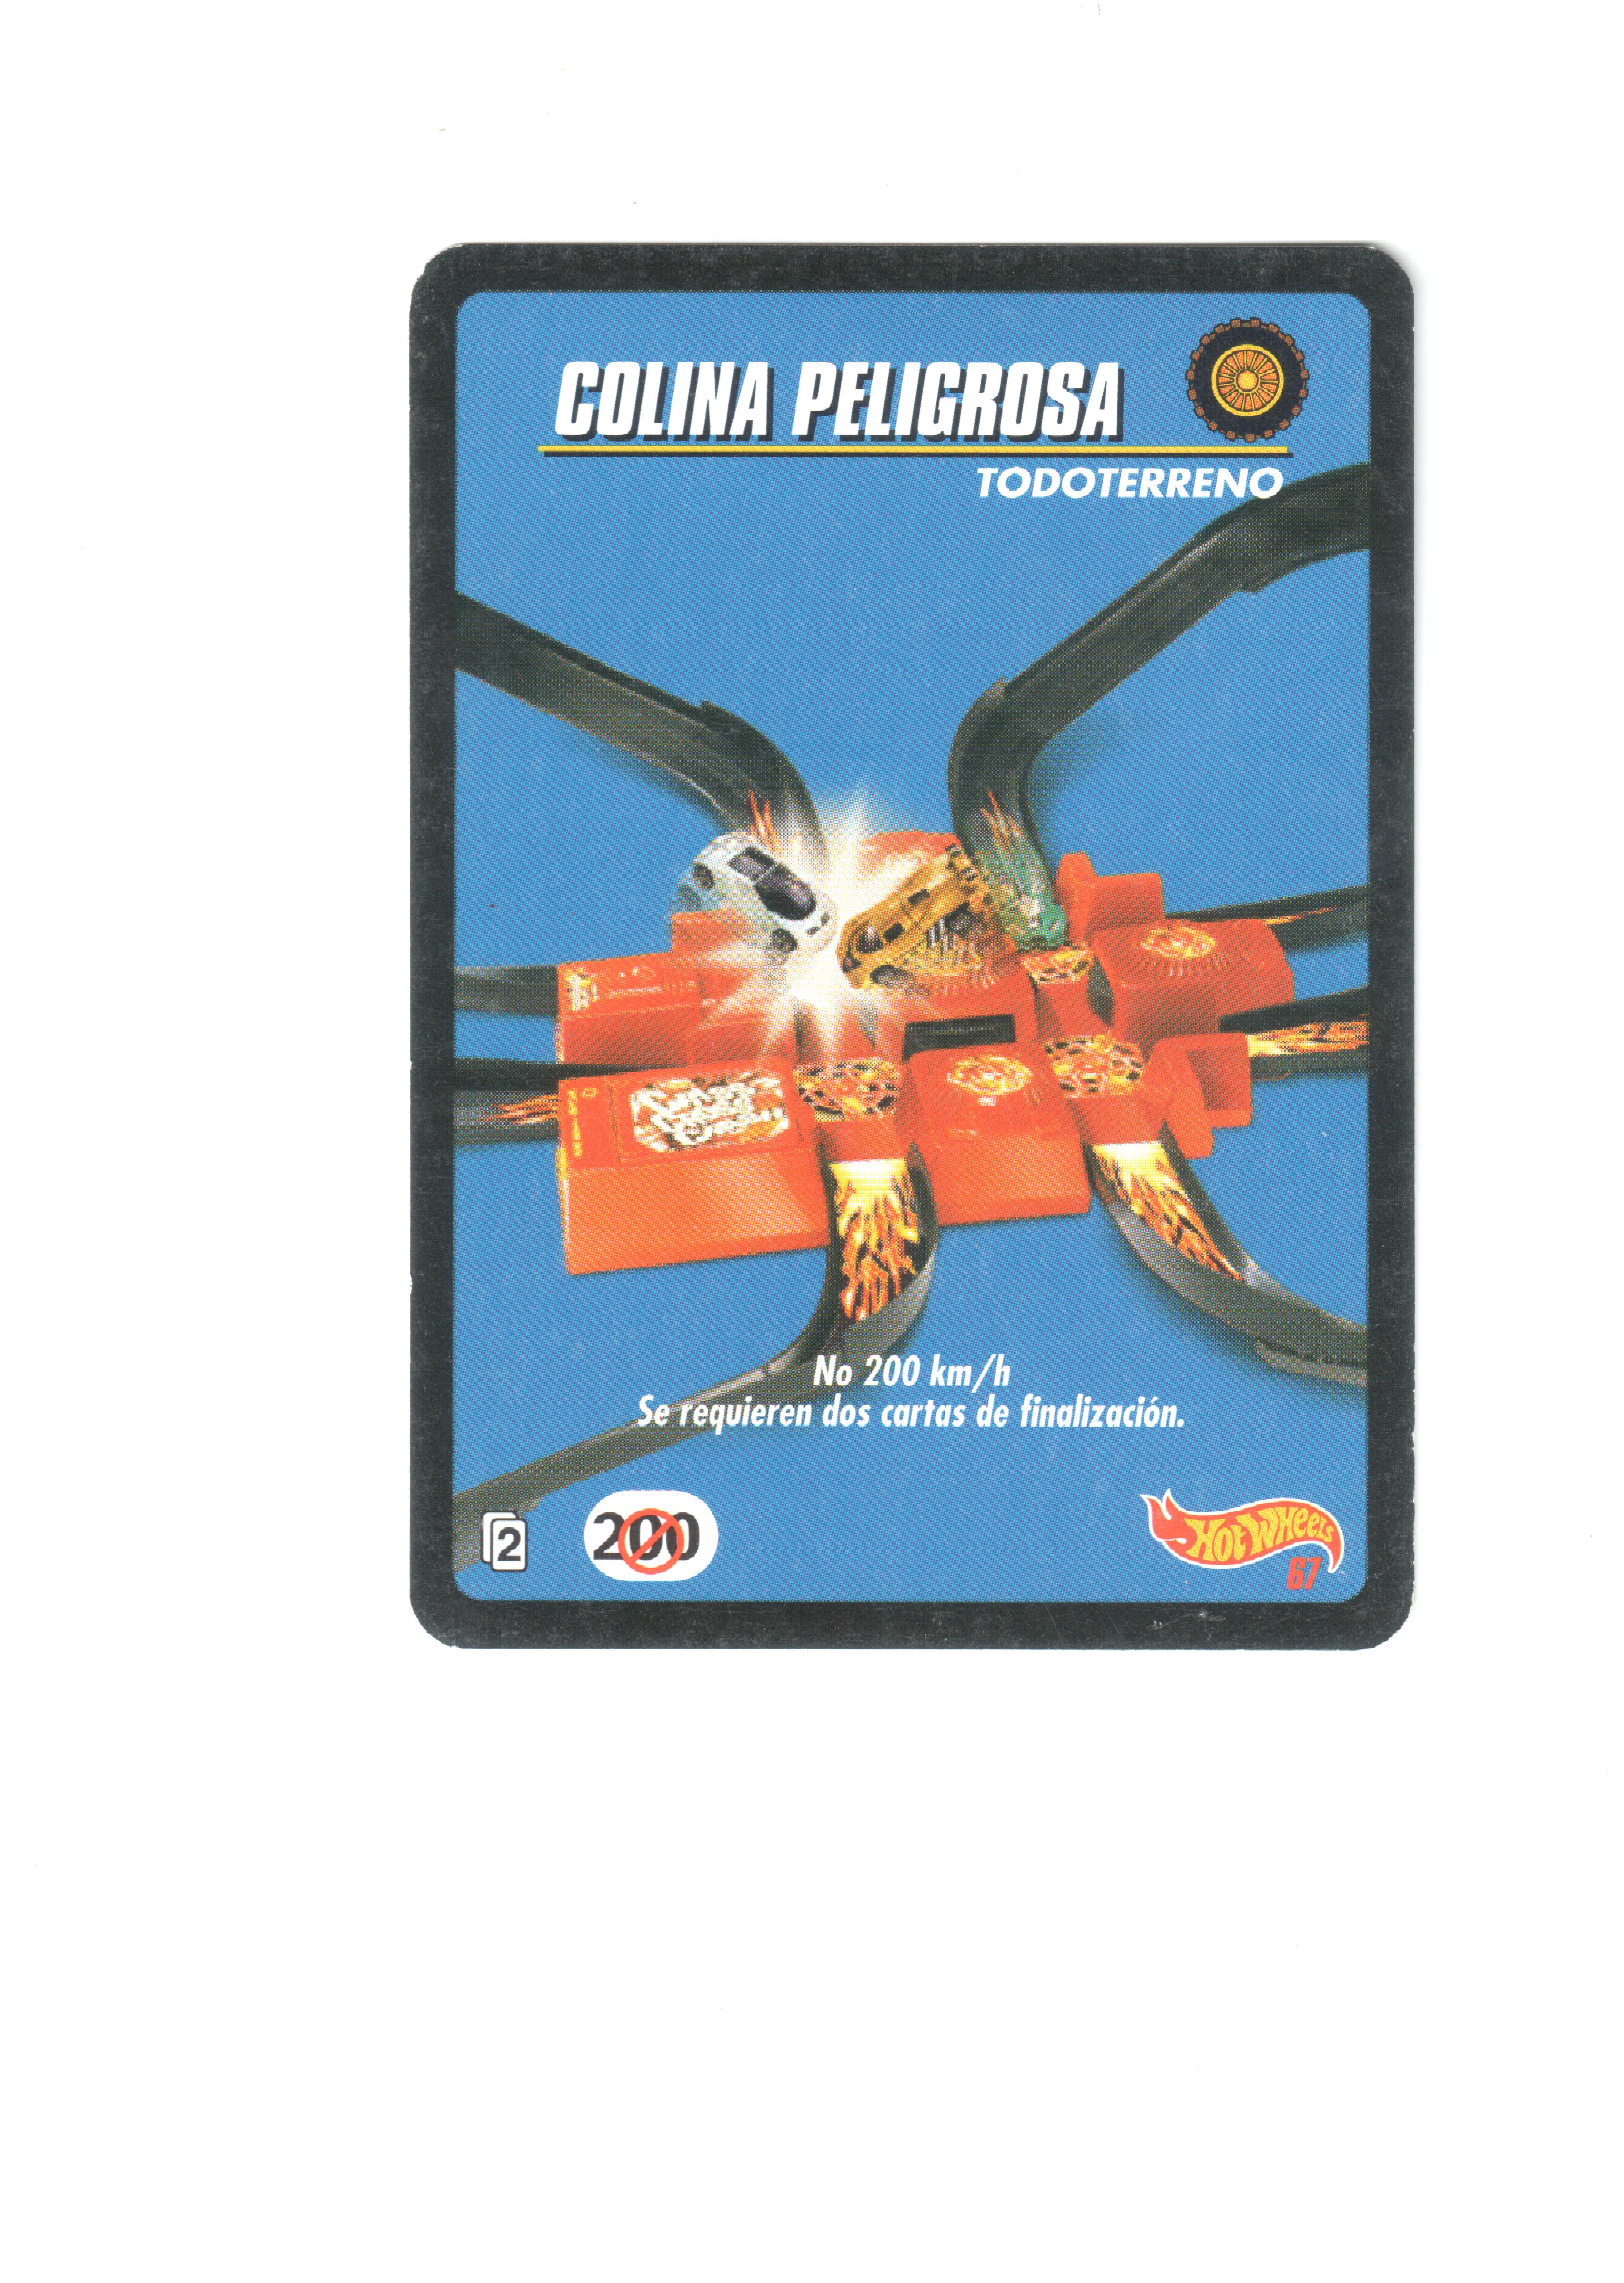 COLINA PELIGROSA
TODOTERRENO
No 200 km/h
Se requieren dos cartas de finalización.
2
200
Hot Wheels
67